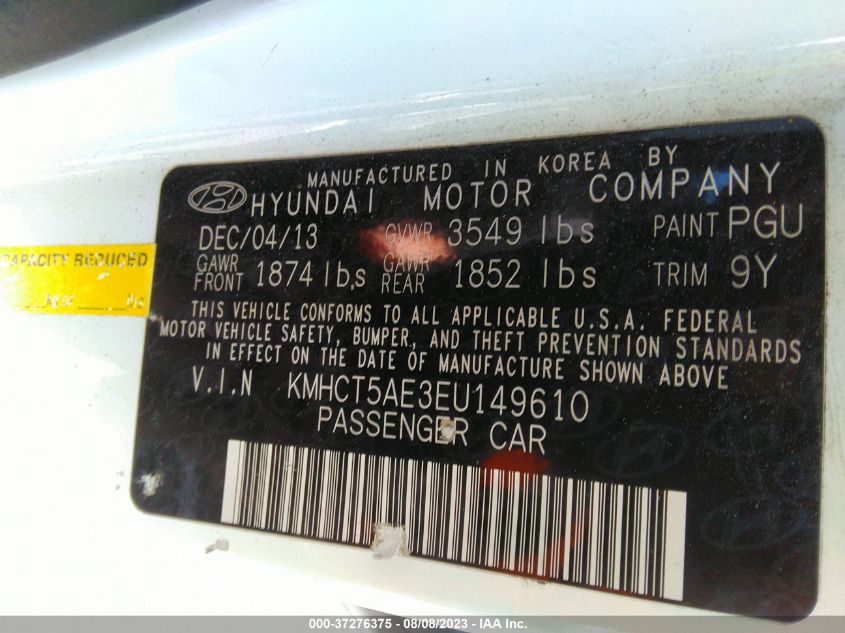 MANUFACTURED IN KOREA BY
HYUNDAI MOTOR COMPANY
DEC/04/13 GVWR 3549 lbs PAINT PGU
GAWR FRONT 1874 lbs GAWR REAR 1852 lbs TRIM 9Y
THIS VEHICLE CONFORMS TO ALL APPLICABLE U.S.A. FEDERAL
MOTOR VEHICLE SAFETY, BUMPER, AND THEFT PREVENTION STANDARDS
IN EFFECT ON THE DATE OF MANUFACTURE SHOWN ABOVE
V.I.N KMHCT5AE3EU149610
PASSENGER CAR
CAPACITY REDUCED
000-37276375 - 08/08/2023 - IAA Inc.